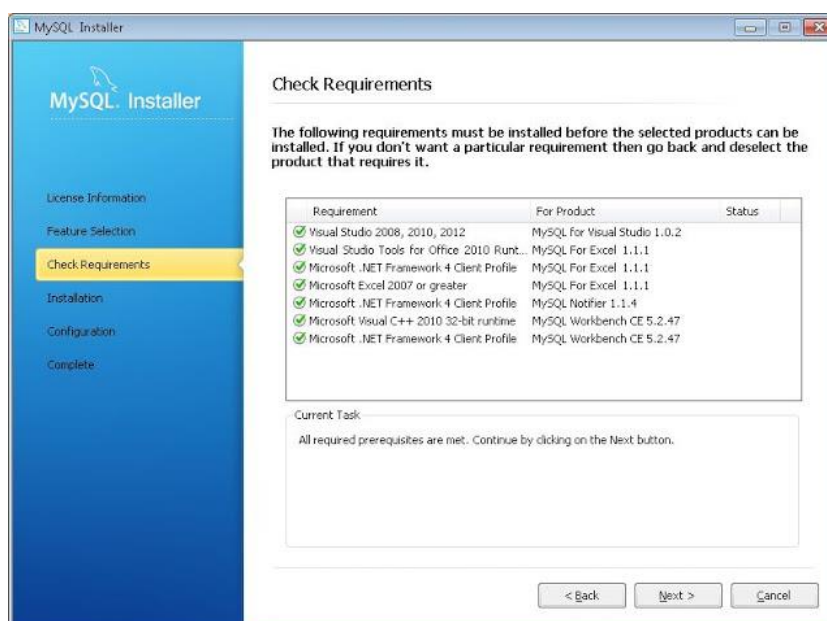 MySQL Installer
MySQL. Installer
License Information
Feature Selection
Check Requirements
Installation
Configuration
Complete
Check Requirements
The following requirements must be installed before the selected products can be
installed. If you don't want a particular requirement then go back and deselect the
product that requires it.
Requirement For Product Status
Visual Studio 2008, 2010, 2012 MySQL for Visual Studio 1.0.2
Visual Studio Tools for Office 2010 Runt... MySQL For Excel 1.1.1
Microsoft .NET Framework 4 Client Profile MySQL For Excel 1.1.1
Microsoft Excel 2007 or greater MySQL For Excel 1.1.1
Microsoft .NET Framework 4 Client Profile MySQL Notifier 1.1.4
Microsoft Visual C++ 2010 32-bit runtime MySQL Workbench CE 5.2.47
Microsoft .NET Framework 4 Client Profile MySQL Workbench CE 5.2.47
Current Task
All required prerequisites are met. Continue by clicking on the Next button.
< Back Next > Cancel